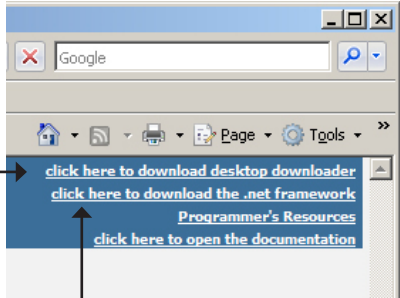 Google
Page Tools »
click here to download desktop downloader
click here to download the .net framework
Programmer's Resources
click here to open the documentation